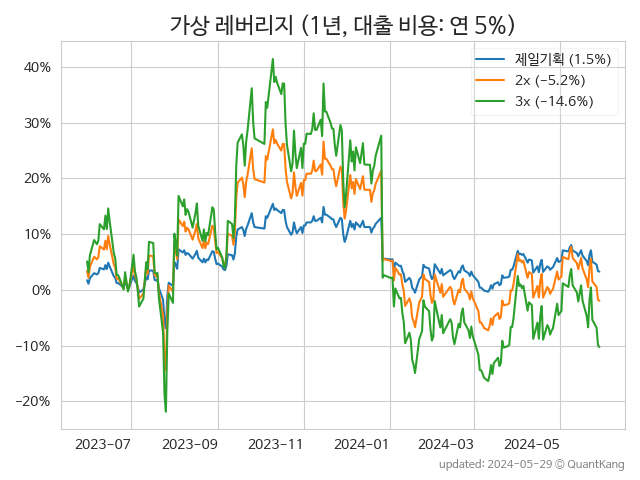 가상 레버리지 (1년, 대출 비용: 연 5%)
제일기획 (1.5%)
2x (−5.2%)
3x (−14.6%)
40%
30%
20%
10%
0%
−10%
−20%
2023-07 2023-09 2023-11 2024-01 2024-03 2024-05
updated: 2024-05-29 ⓒ QuantKang